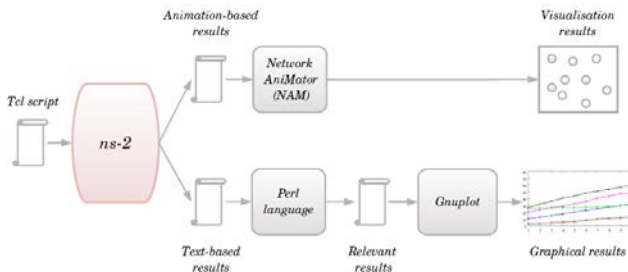 Animation-based
results
Visualisation
results
Network
AniMator
(NAM)
Tcl script
ns-2
Perl
language
Gnuplot
Text-based
results
Relevant
results
Graphical results